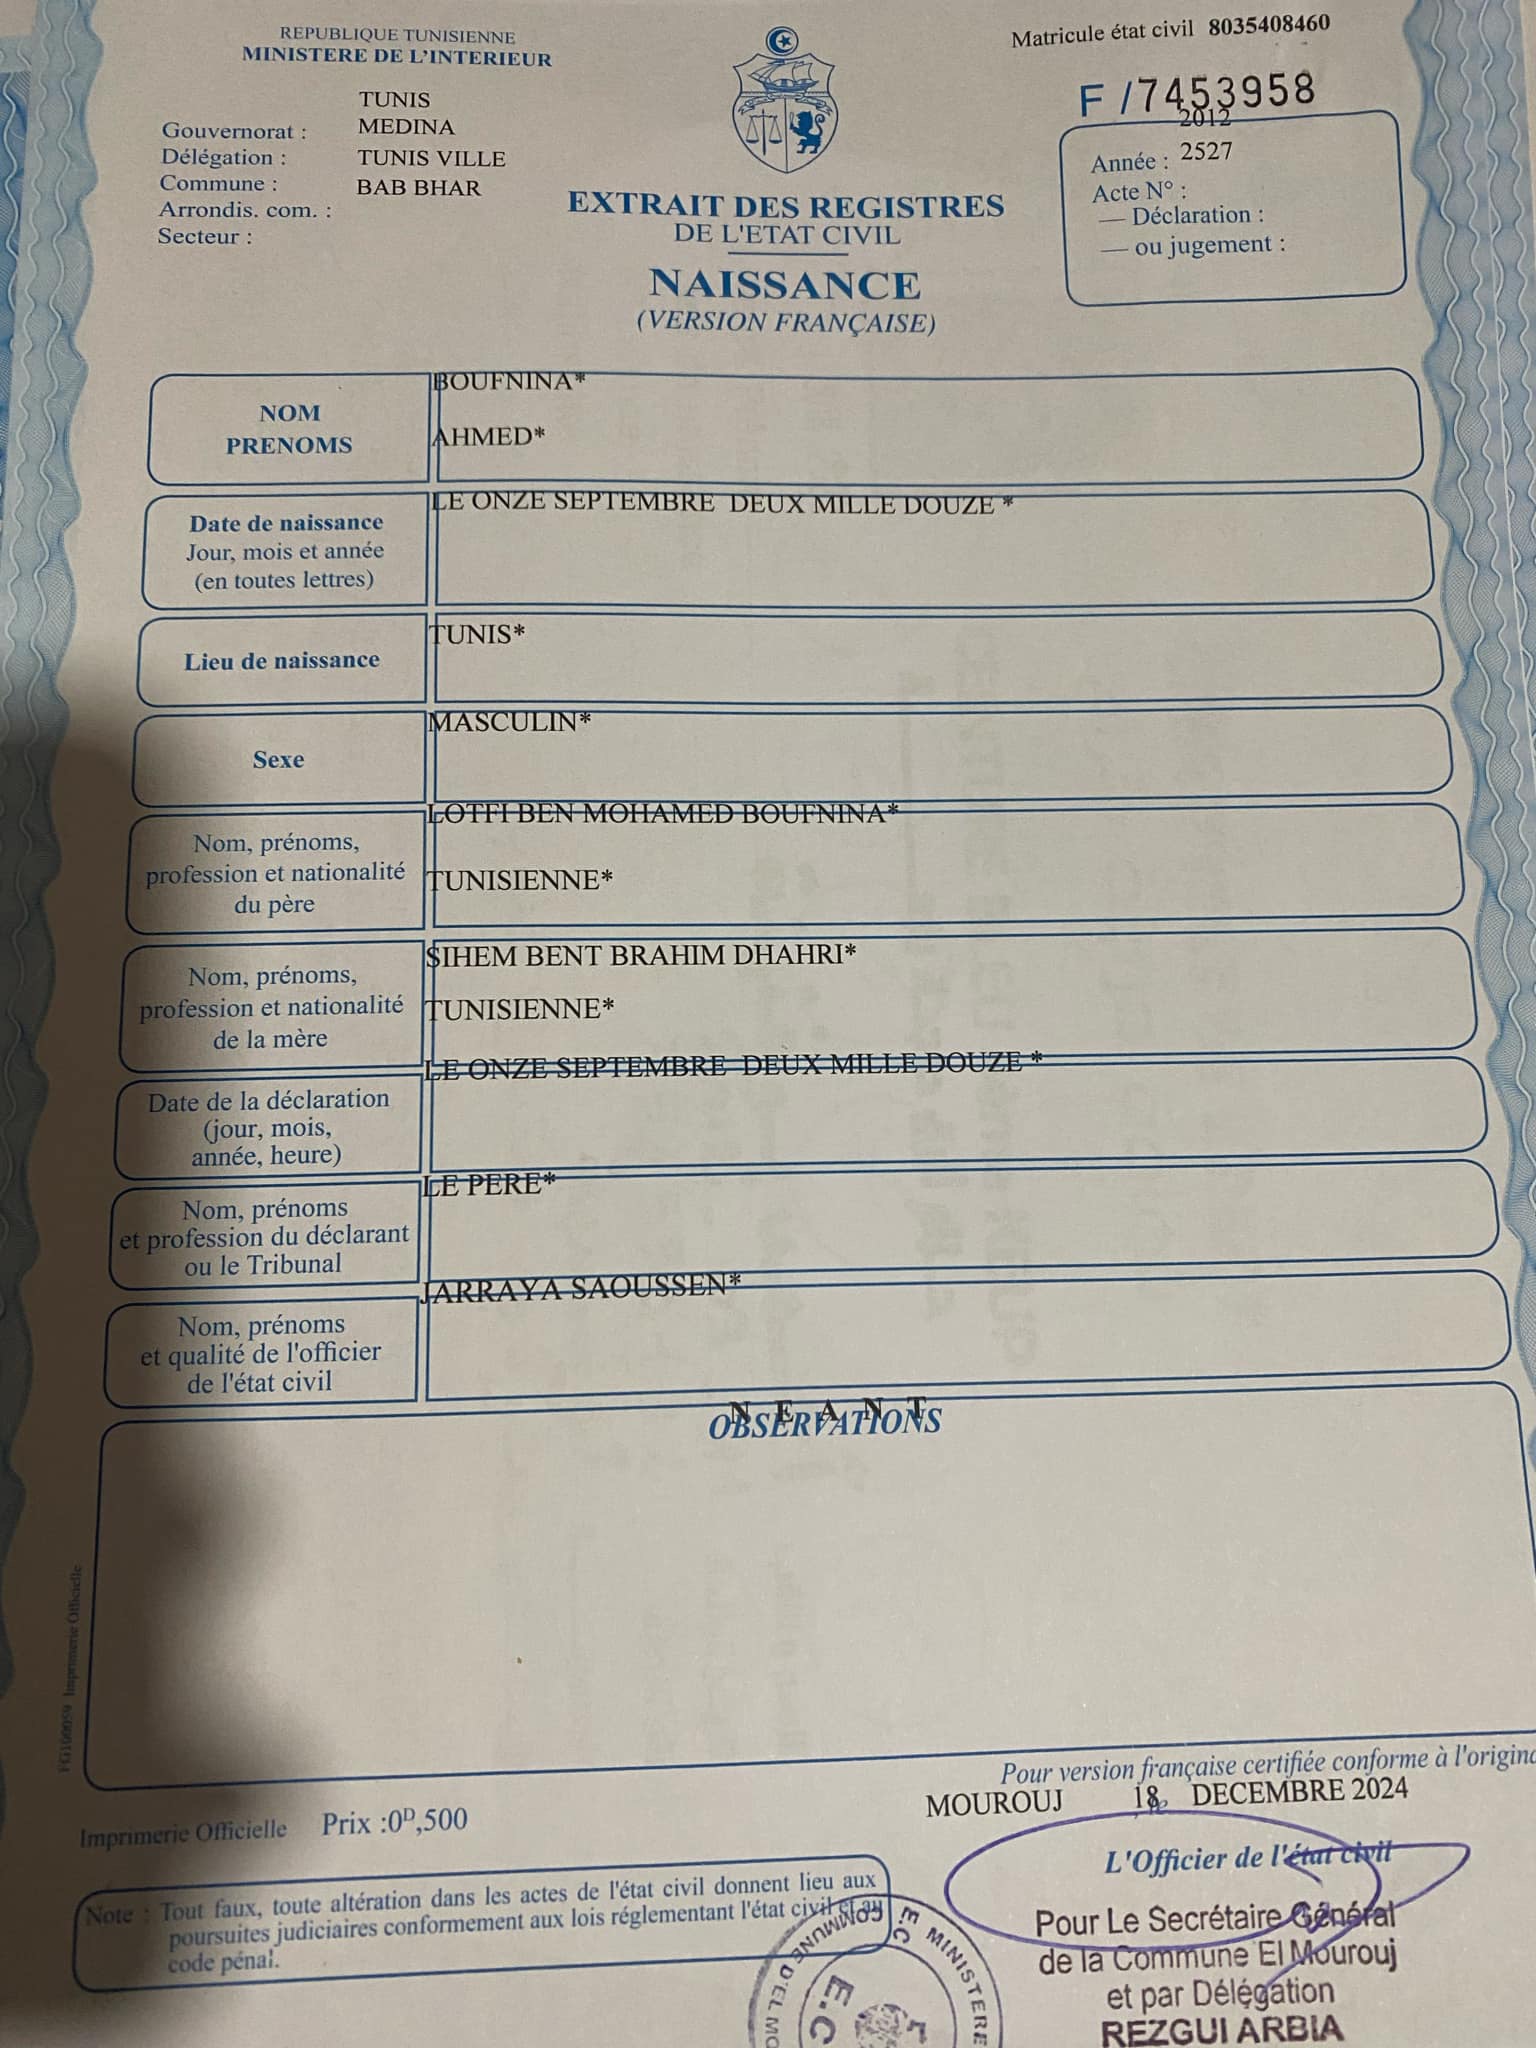 REPUBLIQUE TUNISIENNE
MINISTERE DE L'INTERIEUR
Matricule état civil 8035408460
F /7453958
TUNIS
Gouvernorat : MEDINA
Délégation : TUNIS VILLE
Commune : BAB BHAR
Arrondis. com. :
Secteur :
2012
Année : 2527
Acte N° :
— Déclaration :
— ou jugement :
EXTRAIT DES REGISTRES
DE L'ETAT CIVIL
NAISSANCE
(VERSION FRANÇAISE)
NOM
PRENOMS
BOUFNINA*
AHMED*
Date de naissance
Jour, mois et année
(en toutes lettres)
LE ONZE SEPTEMBRE DEUX MILLE DOUZE *
Lieu de naissance
TUNIS*
Sexe
MASCULIN*
Nom, prénoms,
profession et nationalité
du père
LOTFI BEN MOHAMED BOUFNINA*
TUNISIENNE*
Nom, prénoms,
profession et nationalité
de la mère
SIHEM BENT BRAHIM DHAHRI*
TUNISIENNE*
Date de la déclaration
(jour, mois,
année, heure)
LE ONZE SEPTEMBRE DEUX MILLE DOUZE *
Nom, prénoms
et profession du déclarant
ou le Tribunal
LE PERE*
Nom, prénoms
et qualité de l'officier
de l'état civil
JARRAYA SAOUSSEN*
N E A N T
OBSERVATIONS
FG100059 Imprimerie Officielle
Pour version française certifiée conforme à l'origina
MOUROUJ 18 DECEMBRE 2024
Imprimerie Officielle Prix :0D,500
L'Officier de l'état civil
Note : Tout faux, toute altération dans les actes de l'état civil donnent lieu aux
poursuites judiciaires conformement aux lois réglementant l'état civil et au
code pénal.
Pour Le Secrétaire Général
de la Commune El Mourouj
et par Délégation
REZGUI ARBIA
COMMUNE D'EL MO
E.C
MINISTERE
E.C